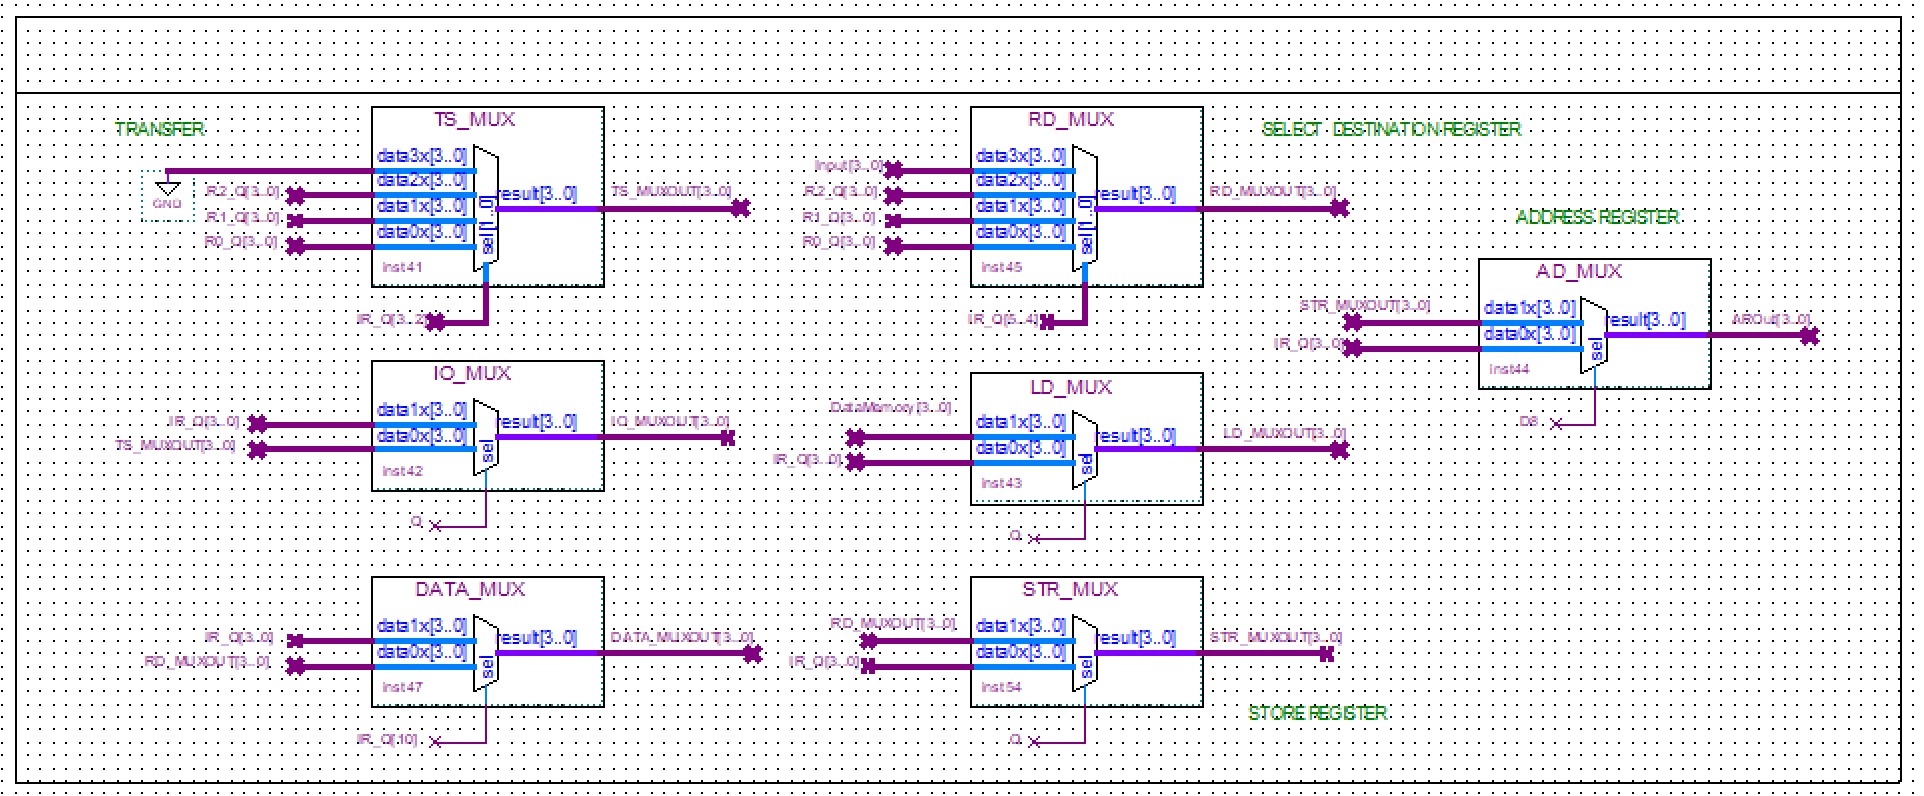 TRANSFER
TS_MUX
data3x[3..0]
data2x[3..0]
data1x[3..0]
data0x[3..0]
sel[1..0]
result[3..0]
inst41
GND
R2_Q[3..0]
R1_Q[3..0]
R0_Q[3..0]
IR_Q[3..2]
TS_MUXOUT[3..0]
RD_MUX
data3x[3..0]
data2x[3..0]
data1x[3..0]
data0x[3..0]
sel[1..0]
result[3..0]
inst45
Input[3..0]
R2_Q[3..0]
R1_Q[3..0]
R0_Q[3..0]
IR_Q[5..4]
RD_MUXOUT[3..0]
SELECT DESTINATION REGISTER
ADDRESS REGISTER
AD_MUX
data1x[3..0]
data0x[3..0]
sel
result[3..0]
inst44
STR_MUXOUT[3..0]
IR_Q[3..0]
D8
AROut[3..0]
IO_MUX
data1x[3..0]
data0x[3..0]
sel
result[3..0]
inst42
IR_Q[3..0]
TS_MUXOUT[3..0]
IO_MUXOUT[3..0]
LD_MUX
data1x[3..0]
data0x[3..0]
sel
result[3..0]
inst43
DataMemory[3..0]
IR_Q[3..0]
LD_MUXOUT[3..0]
DATA_MUX
data1x[3..0]
data0x[3..0]
sel
result[3..0]
inst47
IR_Q[3..0]
RD_MUXOUT[3..0]
IR_Q[10]
DATA_MUXOUT[3..0]
STR_MUX
data1x[3..0]
data0x[3..0]
sel
result[3..0]
inst54
RD_MUXOUT[3..0]
IR_Q[3..0]
STR_MUXOUT[3..0]
STORE REGISTER